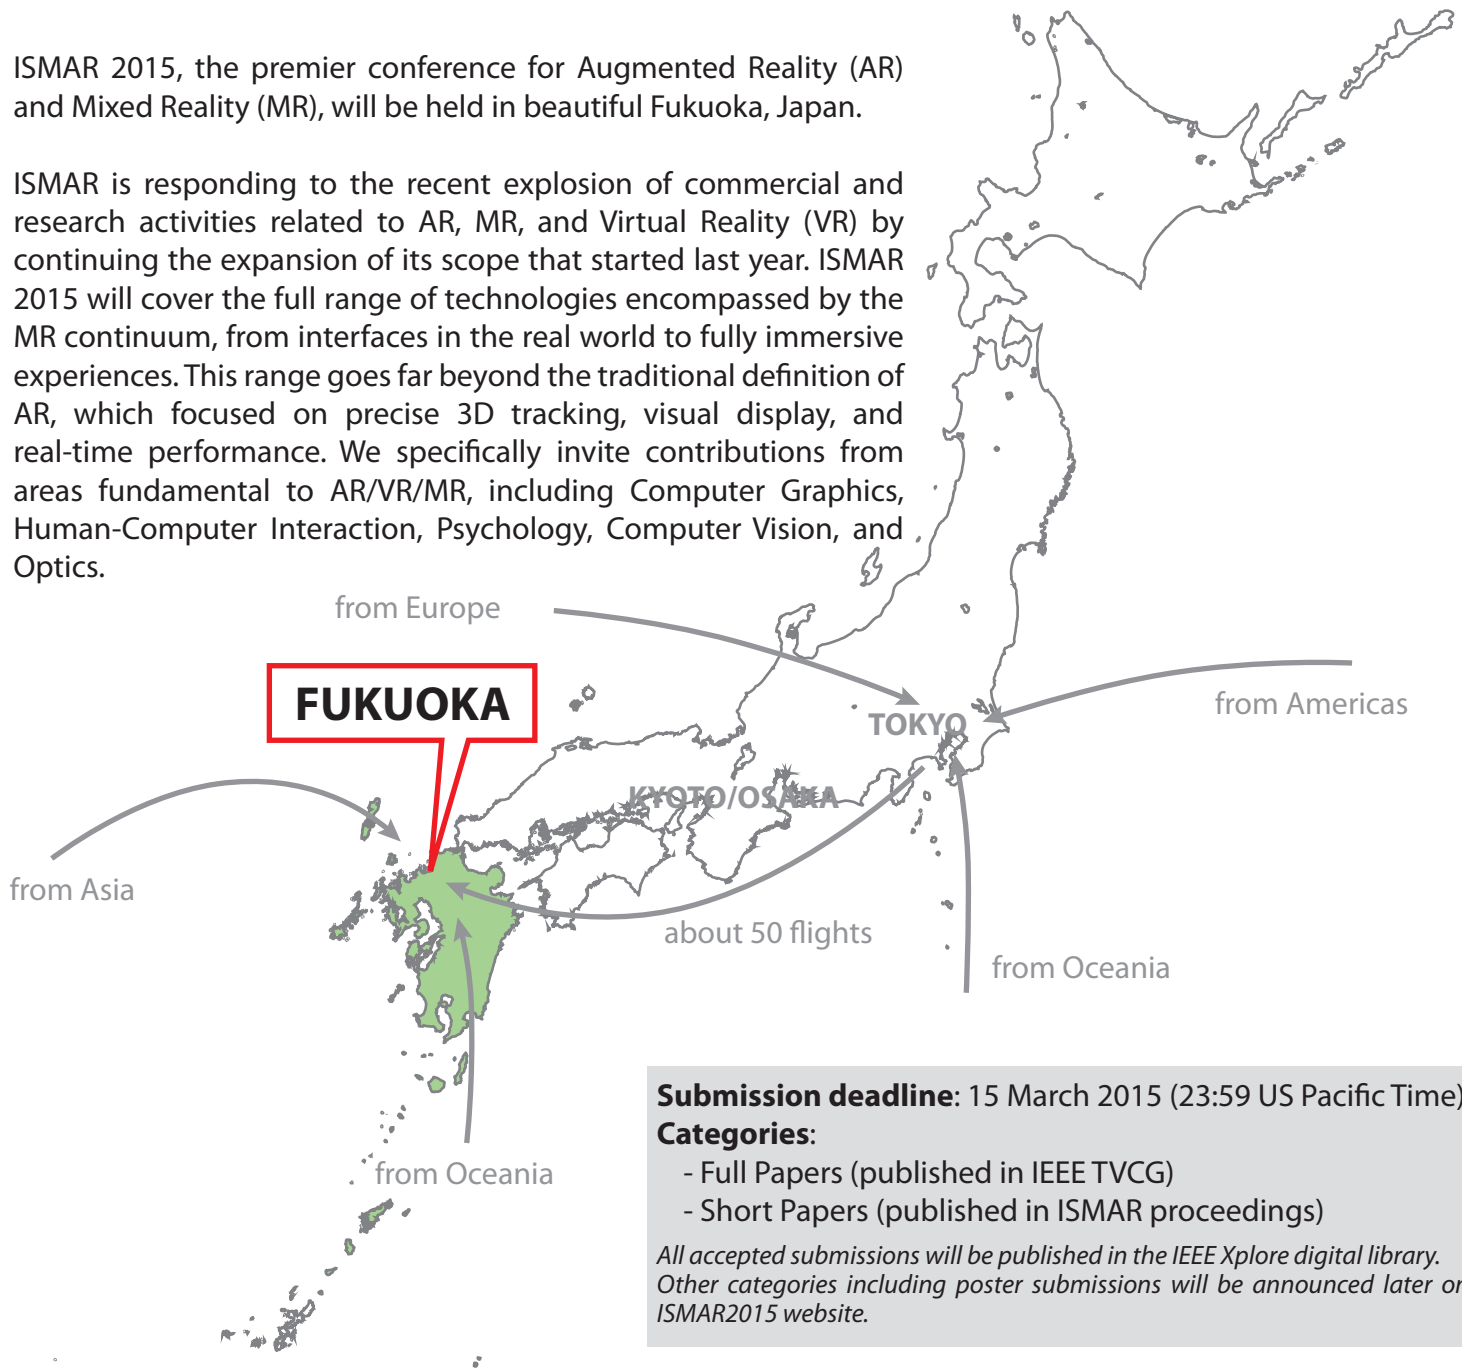 ISMAR 2015, the premier conference for Augmented Reality (AR)
and Mixed Reality (MR), will be held in beautiful Fukuoka, Japan.
ISMAR is responding to the recent explosion of commercial and
research activities related to AR, MR, and Virtual Reality (VR) by
continuing the expansion of its scope that started last year. ISMAR
2015 will cover the full range of technologies encompassed by the
MR continuum, from interfaces in the real world to fully immersive
experiences. This range goes far beyond the traditional definition of
AR, which focused on precise 3D tracking, visual display, and
real-time performance. We specifically invite contributions from
areas fundamental to AR/VR/MR, including Computer Graphics,
Human-Computer Interaction, Psychology, Computer Vision, and
Optics.
from Europe
FUKUOKA
from Americas
TOKYO
KYOTO/OSAKA
from Asia
about 50 flights
from Oceania
from Oceania
Submission deadline: 15 March 2015 (23:59 US Pacific Time)
Categories:
- Full Papers (published in IEEE TVCG)
- Short Papers (published in ISMAR proceedings)
All accepted submissions will be published in the IEEE Xplore digital library.
Other categories including poster submissions will be announced later on
ISMAR2015 website.